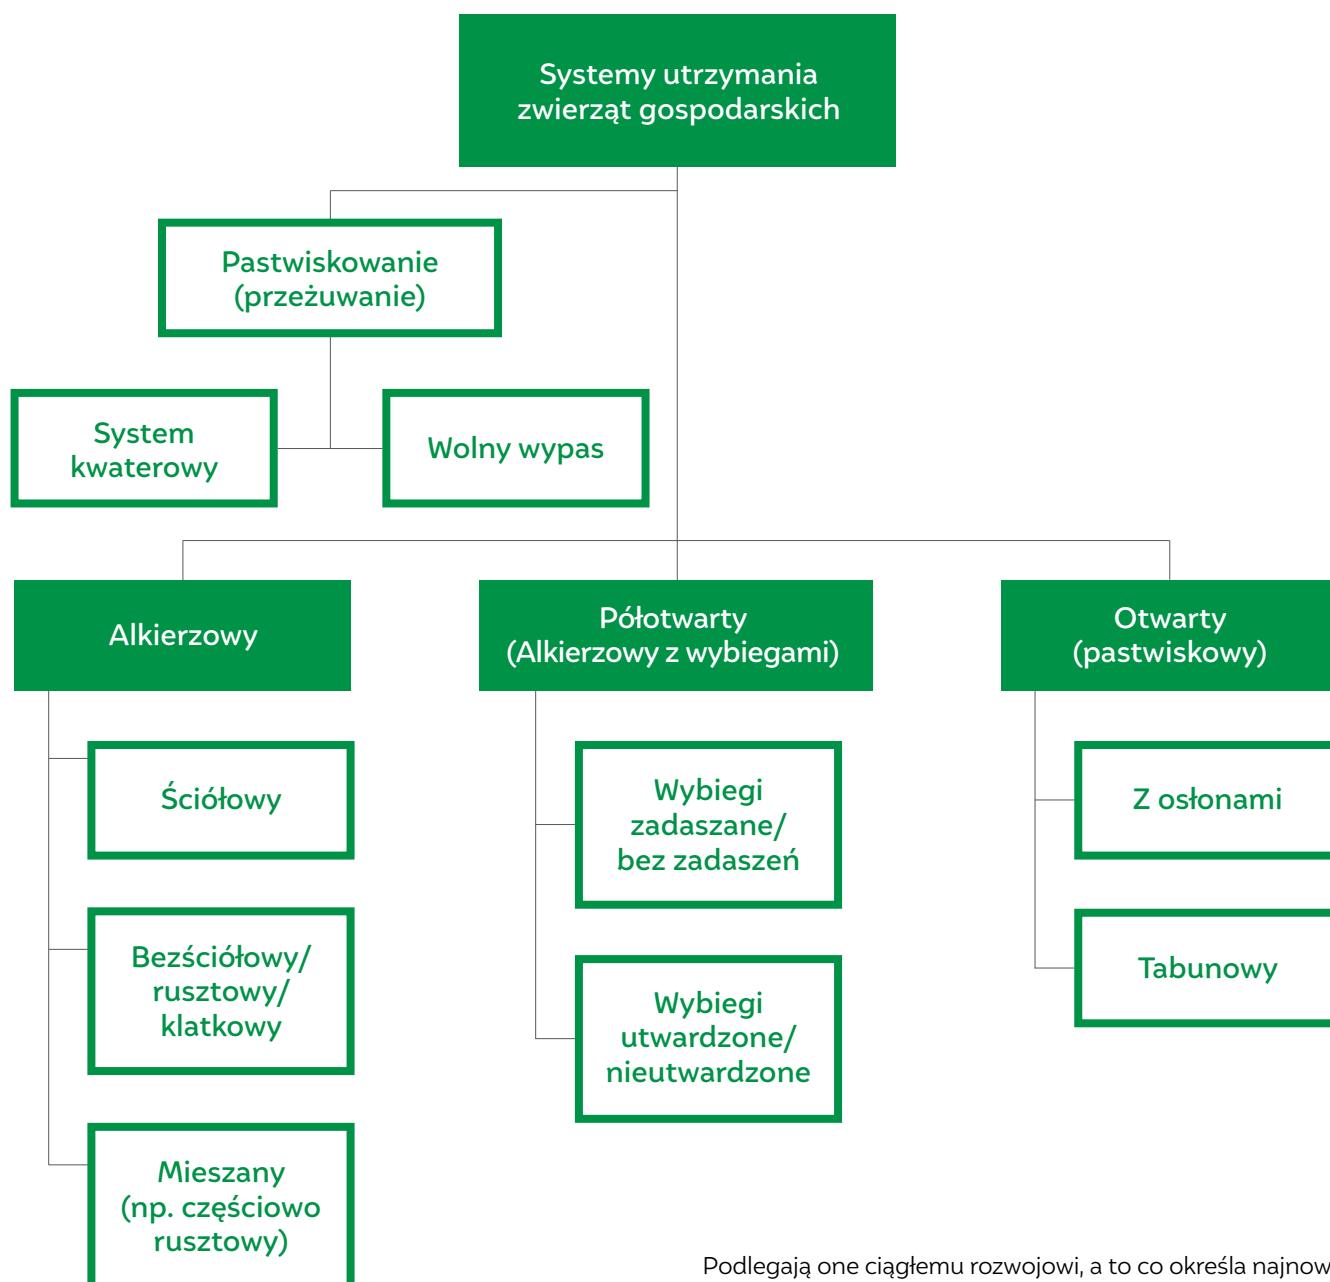 Systemy utrzymania
zwierząt gospodarskich
Pastwiskowanie
(przeżuwanie)
System
kwaterowy
Wolny wypas
Alkierzowy
Półotwarty
(Alkierzowy z wybiegami)
Otwarty
(pastwiskowy)
Ściółowy
Bezściółowy/
rusztowy/
klatkowy
Mieszany
(np. częściowo
rusztowy)
Wybiegi
zadaszane/
bez zadaszeń
Wybiegi
utwardzone/
nieutwardzone
Z osłonami
Tabunowy
Podlegają one ciągłemu rozwojowi, a to co określa najnow